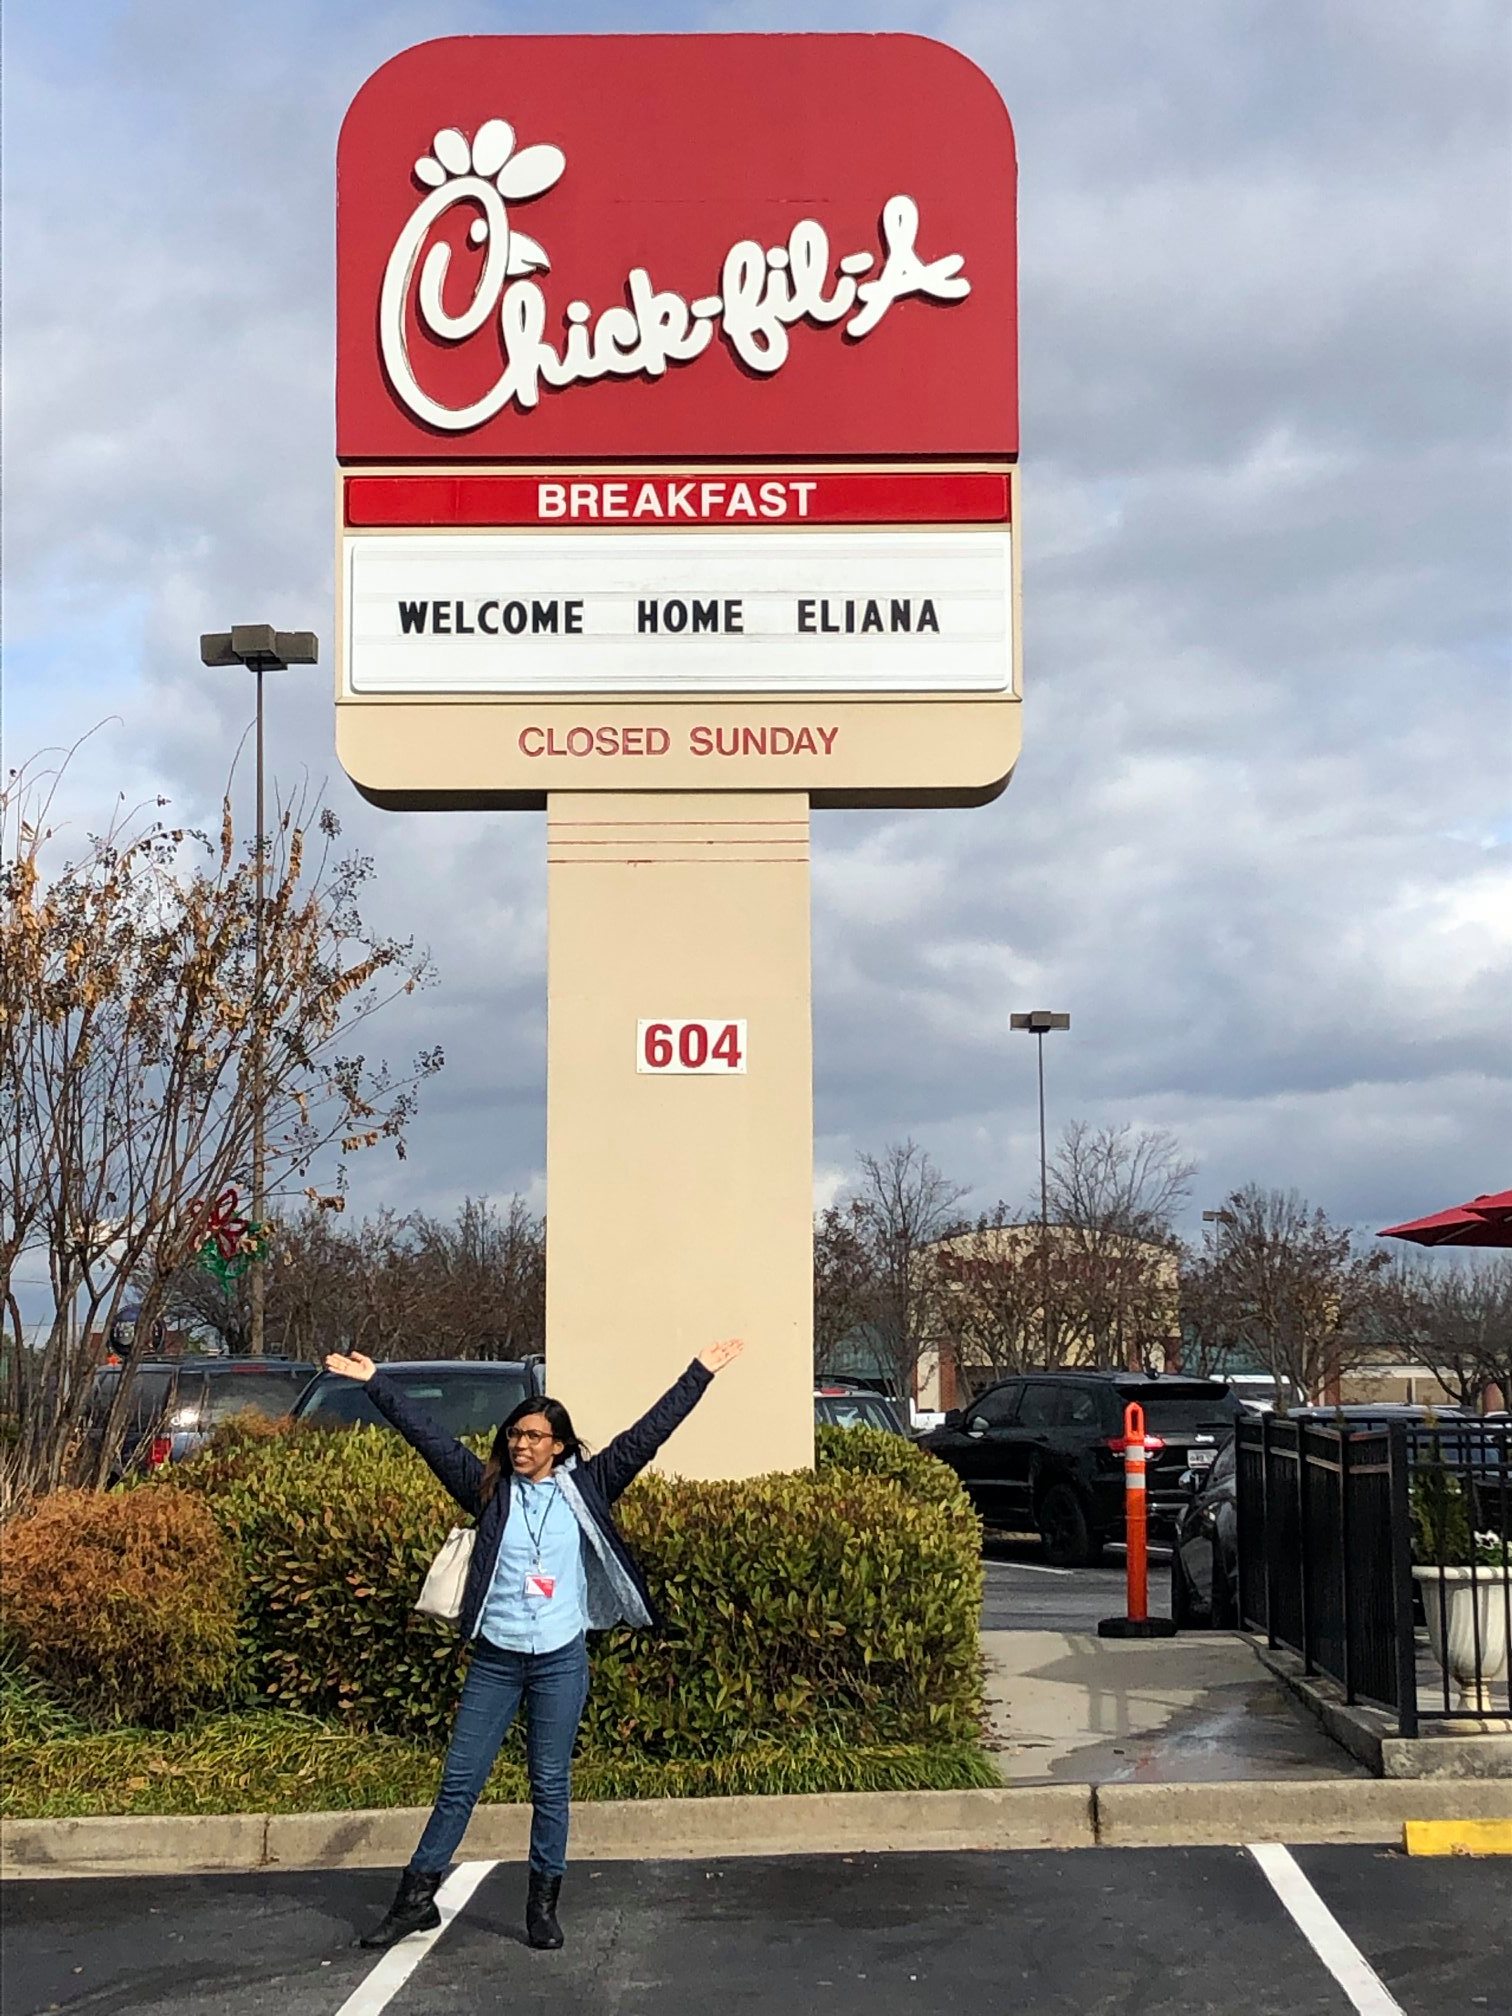 Chick-fil-A
BREAKFAST
WELCOME HOME ELIANA
CLOSED SUNDAY
604